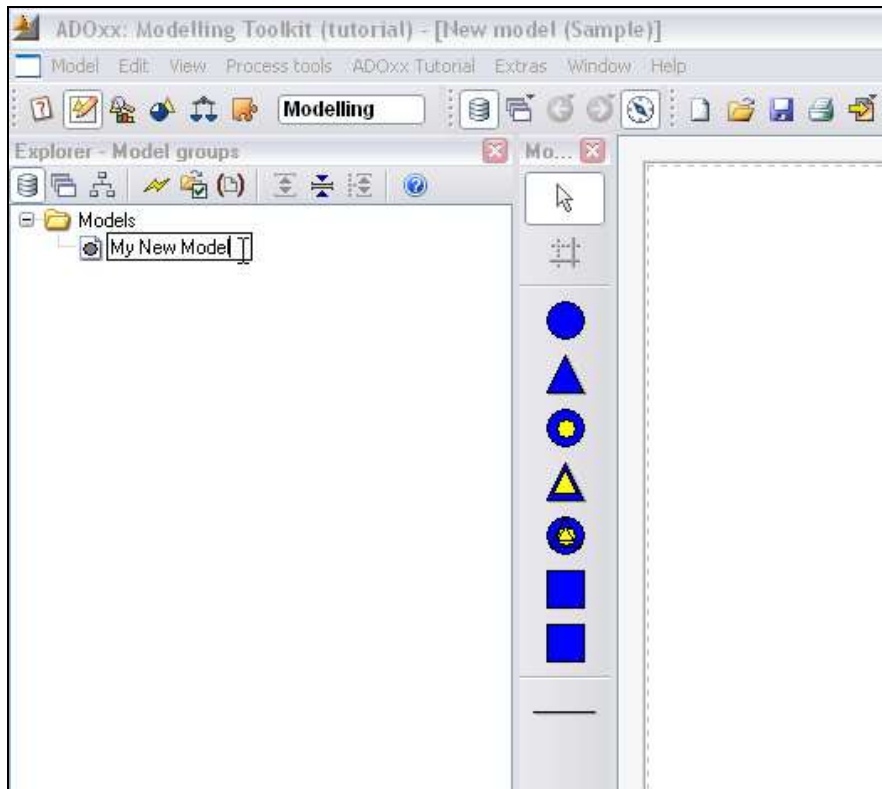 ADOxx: Modelling Toolkit (tutorial) - [New model (Sample)]
Model Edit View Process tools ADOxx Tutorial Extras Window Help
Modelling
Explorer - Model groups
Mo...
Models
My New Model